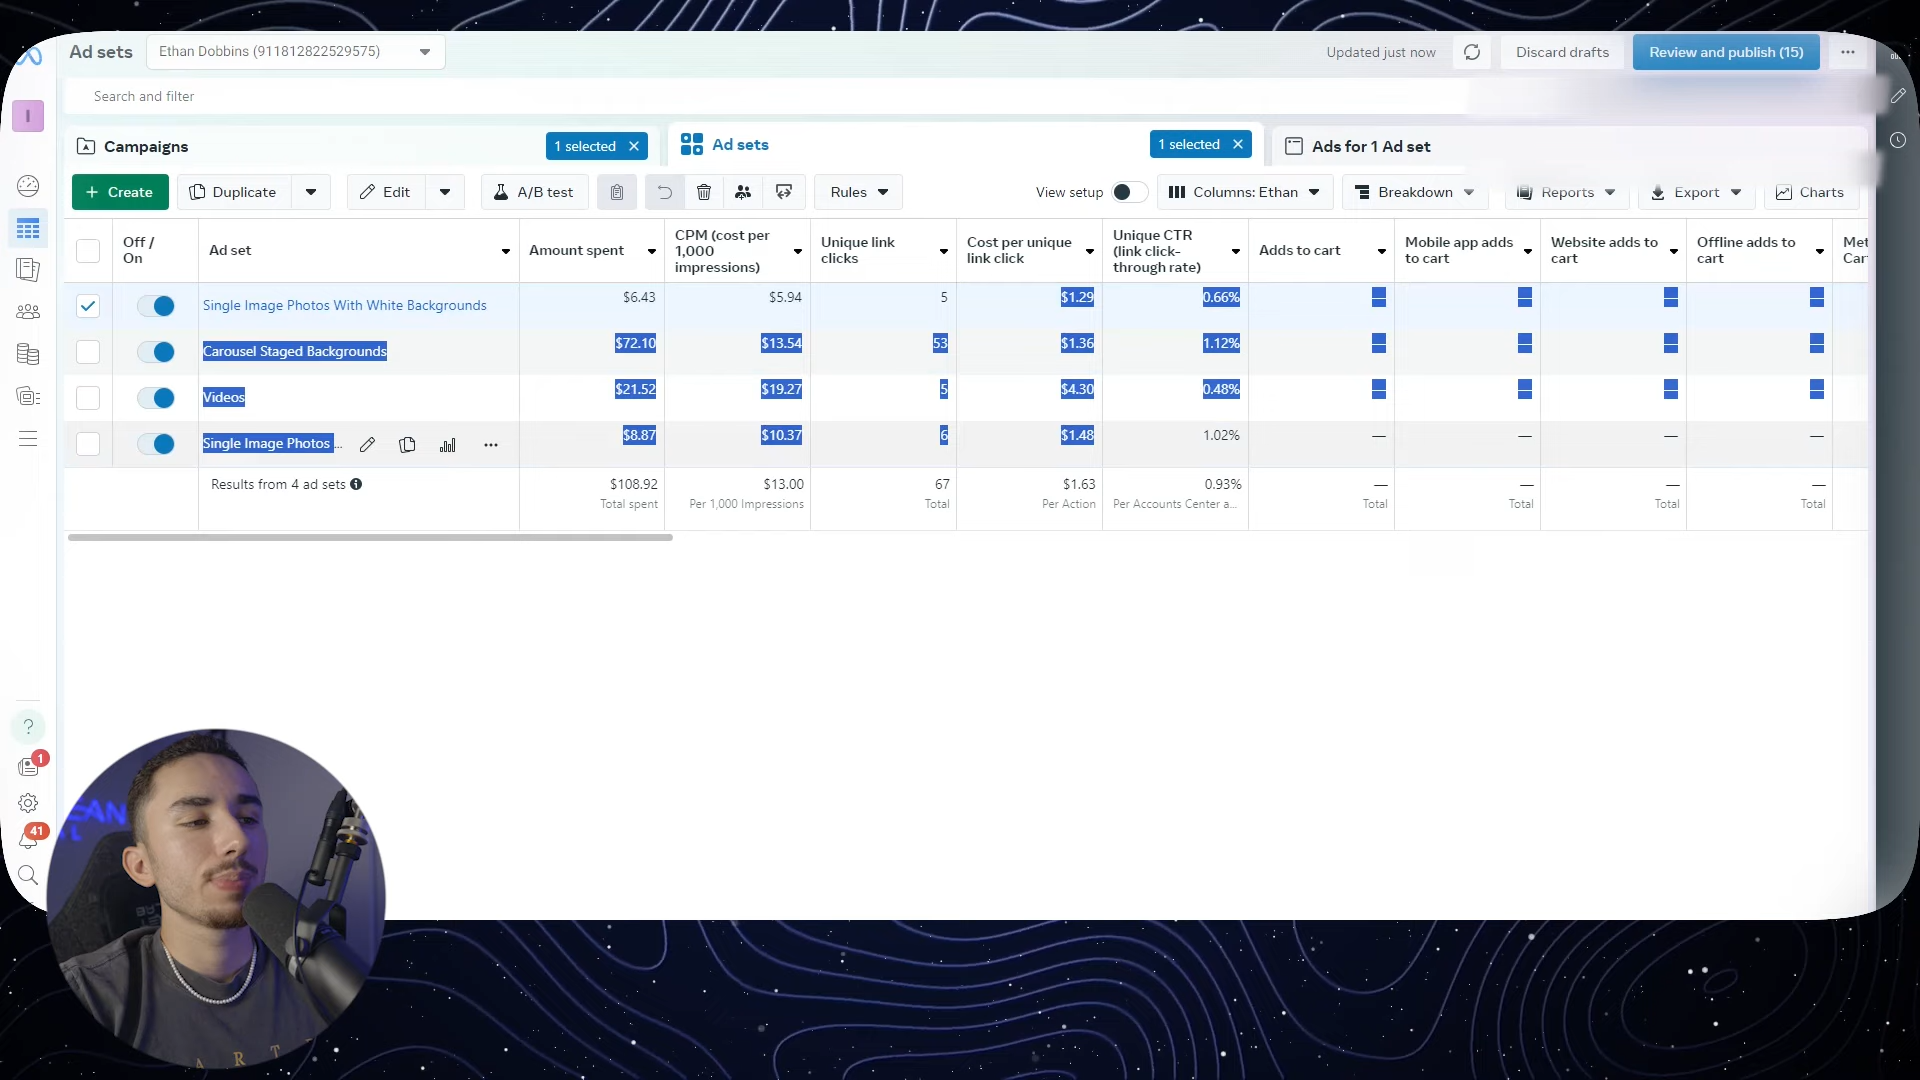 Ad sets
Ethan Dobbins (911812822529575)
Updated just now
Discard drafts
Review and publish (15)
Search and filter
I
Campaigns
1 selected
Ad sets
1 selected
Ads for 1 Ad set
+ Create
Duplicate
Edit
A/B test
Rules
View setup
Columns: Ethan
Breakdown
Reports
Export
Charts
Off / On
Ad set
Amount spent
CPM (cost per 1,000 impressions)
Unique link clicks
Cost per unique link click
Unique CTR (link click-through rate)
Adds to cart
Mobile app adds to cart
Website adds to cart
Offline adds to cart
Met
Car
Single Image Photos With White Backgrounds $6.43 $5.94 5 $1.29 0.66% — — — —
Carousel Staged Backgrounds $72.10 $13.54 53 $1.36 1.12% — — — —
Videos $21.52 $19.27 5 $4.30 0.48% — — — —
Single Image Photos ... $8.87 $10.37 6 $1.48 1.02% — — — —
Results from 4 ad sets $108.92 $13.00 67 $1.63 0.93% — — — —
Total spent Per 1,000 Impressions Total Per Action Per Accounts Center a... Total Total Total Total
?
1
41
A R T